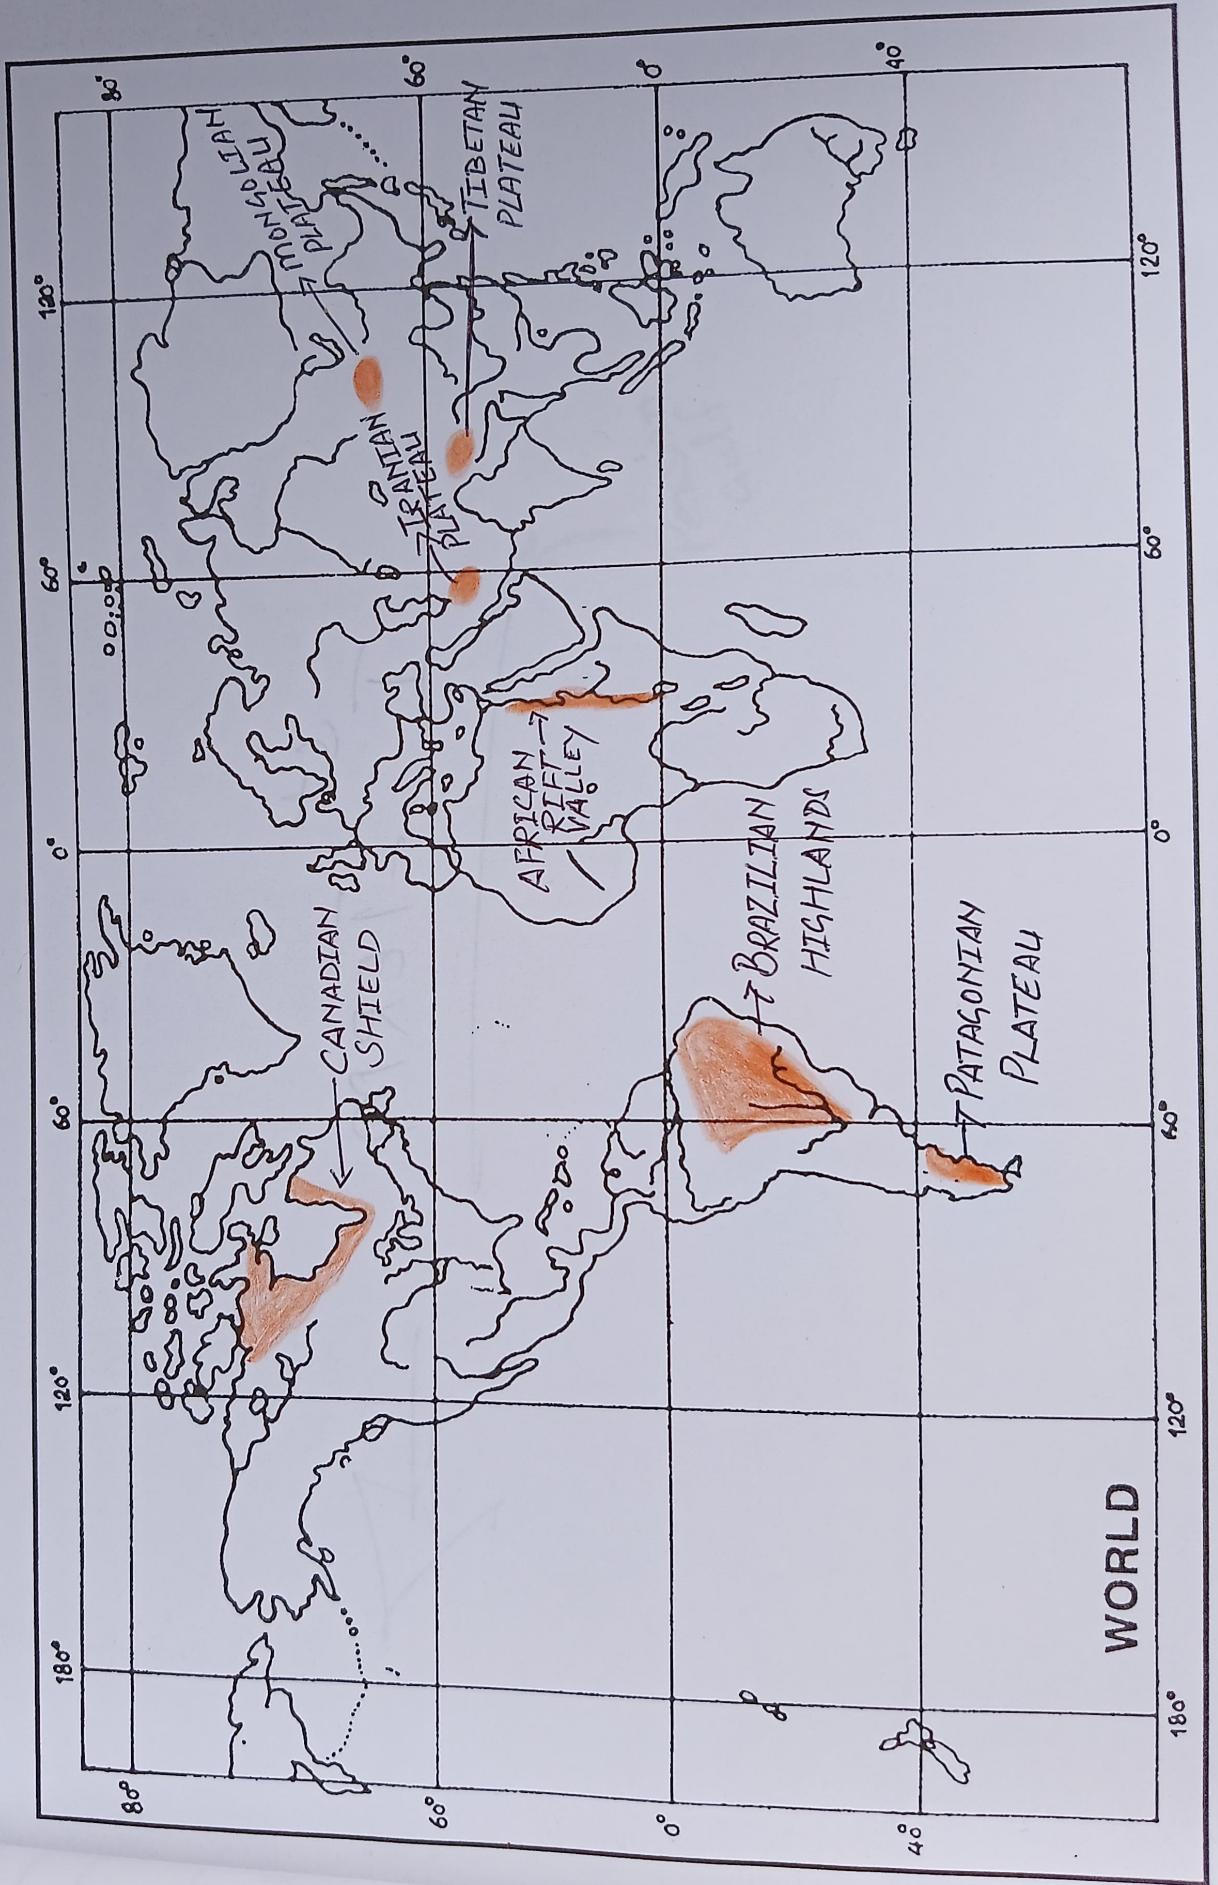 180° 120° 60° 0° 60° 120°
80° 80°
MONGOLIAN
PLATEAU
CANADIAN
SHIELD
IRANIAN
PLATEAU
60° 60°
TIBETAN
PLATEAU
AFRICAN
RIFT
VALLEY
0° 0°
BRAZILIAN
HIGHLANDS
40° 40°
PATAGONIAN
PLATEAU
WORLD
180° 120° 60° 0° 60° 120°